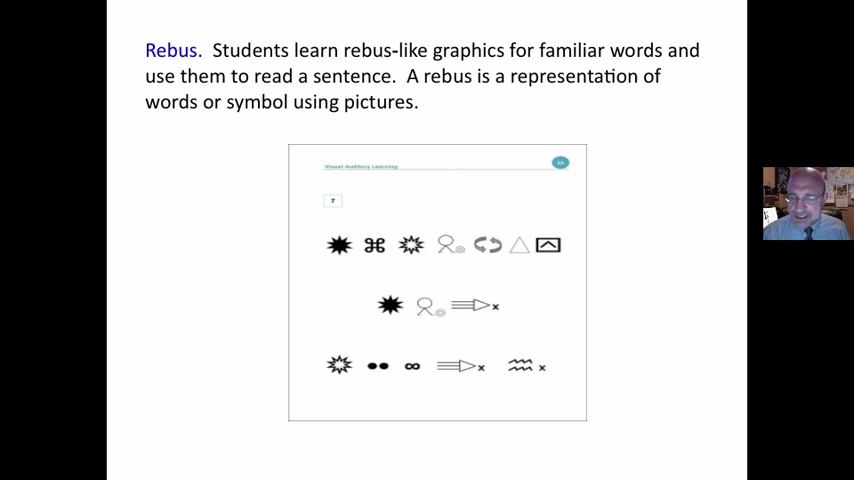 Rebus. Students learn rebus-like graphics for familiar words and
use them to read a sentence. A rebus is a representation of
words or symbol using pictures.
Visual-Auditory Learning
7
x
x x